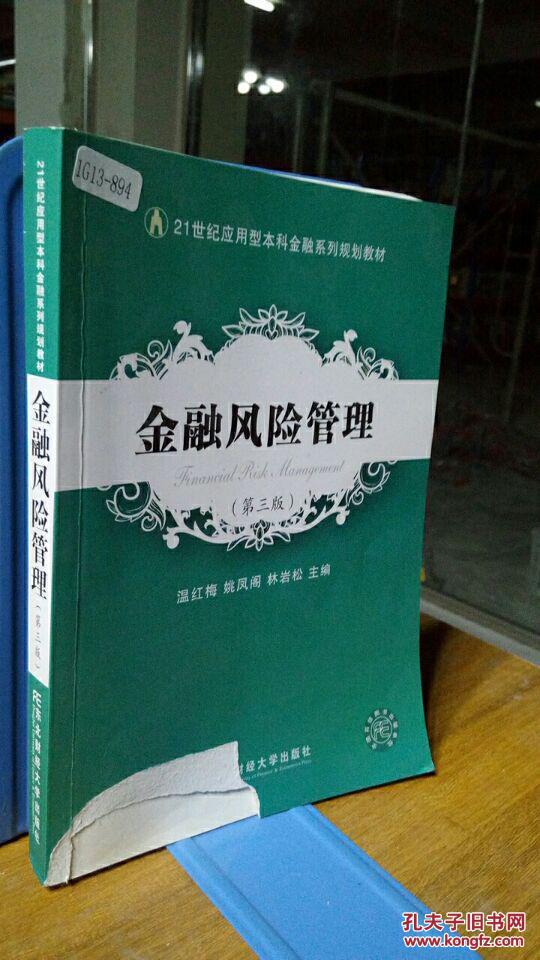 1G13-894
21世纪应用型本科金融系列规划教材
金融风险管理
Financial Risk Management
(第三版)
温红梅 姚凤阁 林岩松 主编
财经大学出版社
21世纪应用型本科金融系列规划教材
金融风险管理
(第三版)
东北财经大学出版社
孔夫子旧书网
www.kongfz.com